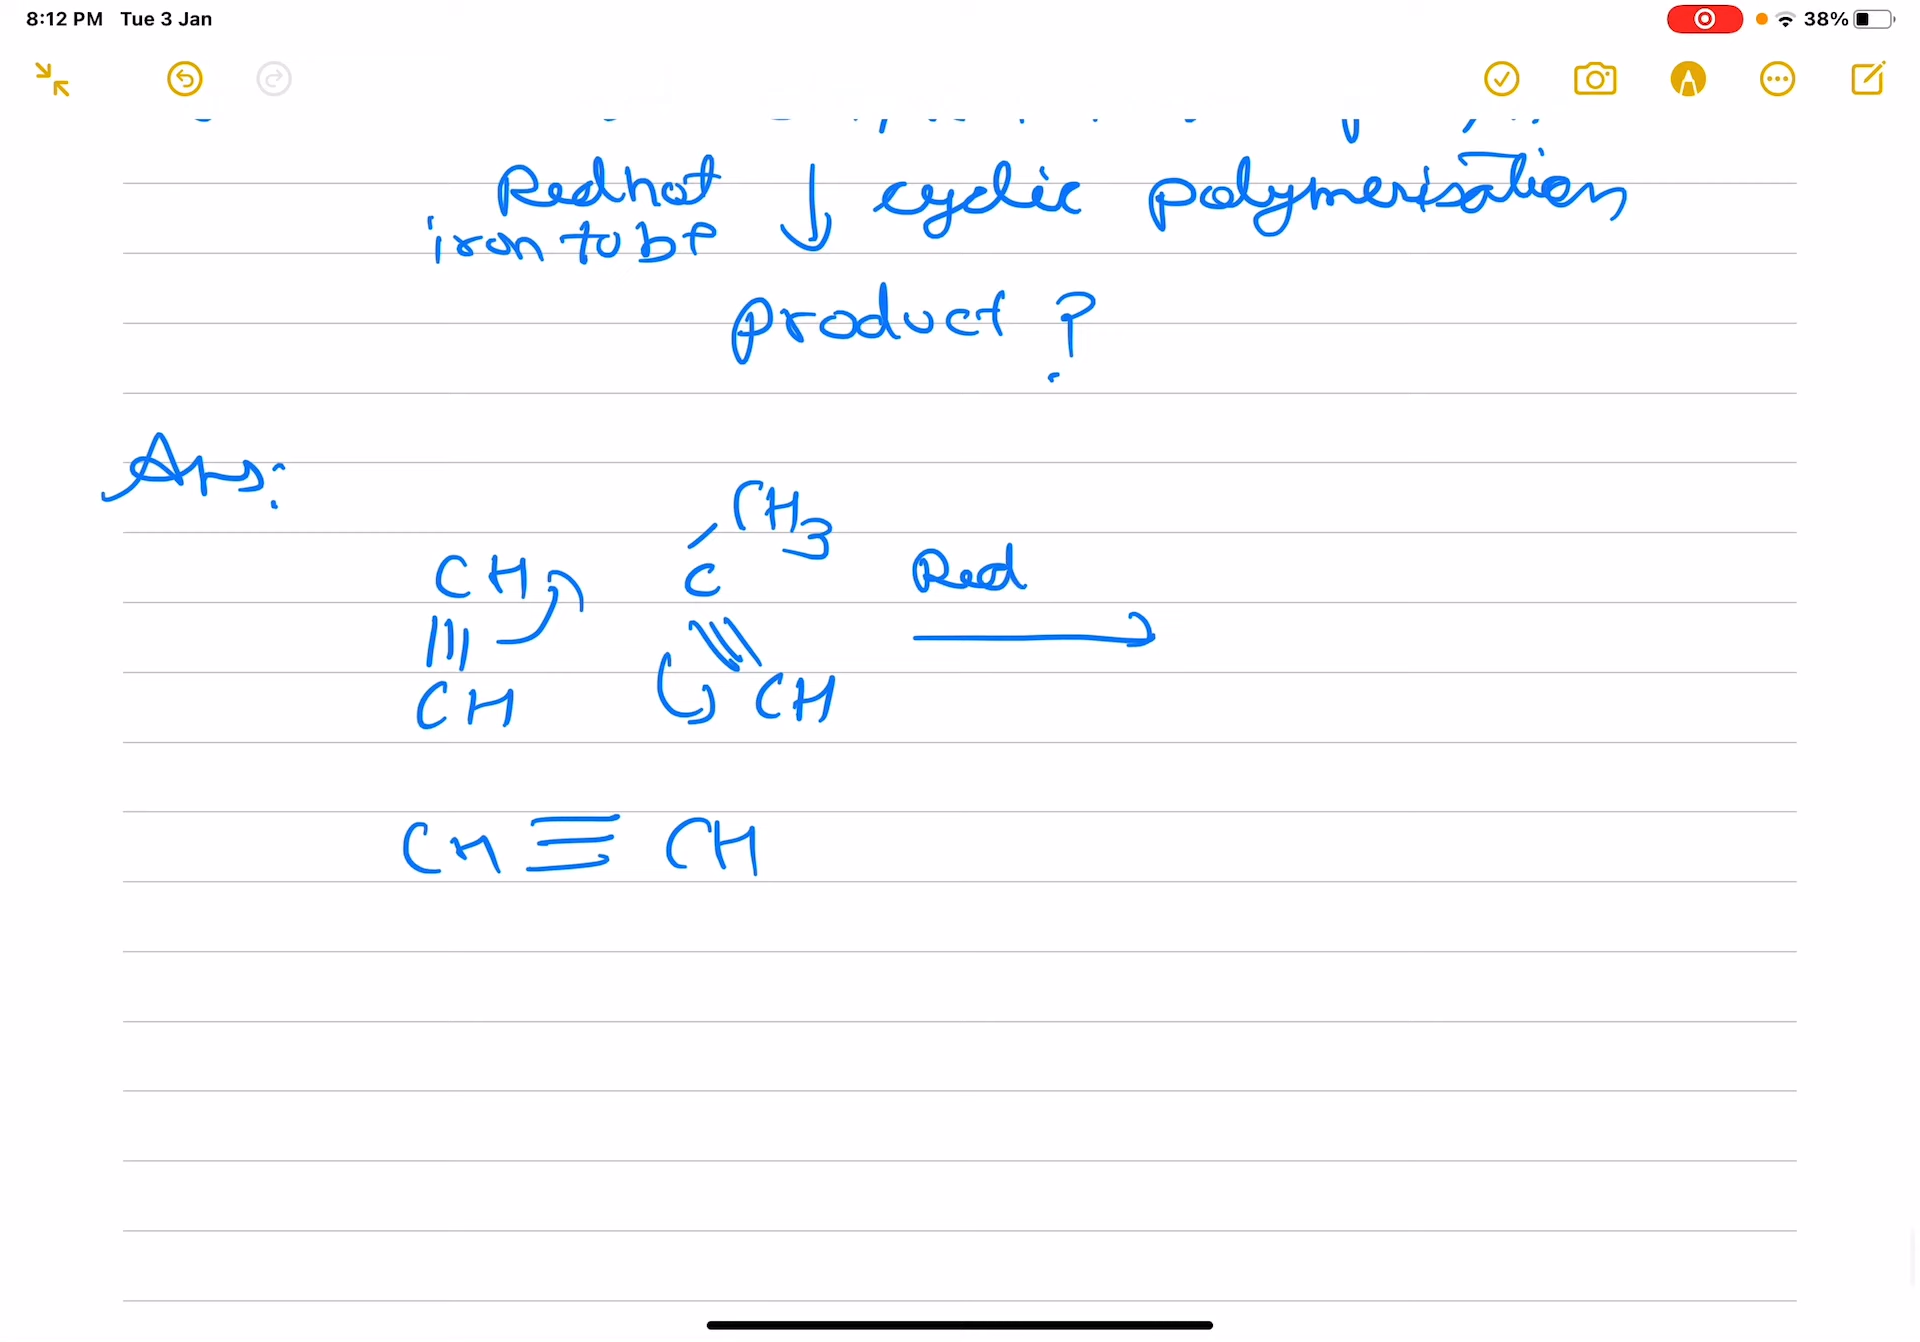 8:12 PM Tue 3 Jan 38%
Redhot ↓ cyclic polymerisation
iron tube
product ?
Ans:
CH3
CH C Red
||| ||| →
CH CH
CH ≡ CH